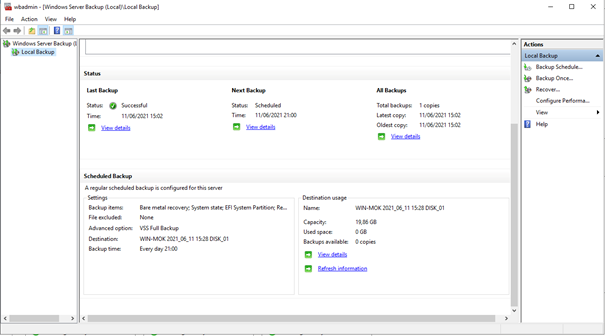 wbadmin - [Windows Server Backup (Local)\Local Backup]
File Action View Help
Windows Server Backup (L
Local Backup
Status
Last Backup
Status: Successful
Time: 11/06/2021 15:02
View details
Next Backup
Status: Scheduled
Time: 11/06/2021 21:00
View details
All Backups
Total backups: 1 copies
Latest copy: 11/06/2021 15:02
Oldest copy: 11/06/2021 15:02
View details
Scheduled Backup
A regular scheduled backup is configured for this server
Settings
Backup items: Bare metal recovery; System state; EFI System Partition; Re...
File excluded: None
Advanced option: VSS Full Backup
Destination: WIN-MOK 2021_06_11 15:28 DISK_01
Backup time: Every day 21:00
Destination usage
Name: WIN-MOK 2021_06_11 15:28 DISK_01
Capacity: 19,86 GB
Used space: 0 GB
Backups available: 0 copies
View details
Refresh information
Actions
Local Backup
Backup Schedule...
Backup Once...
Recover...
Configure Performa...
View
Help